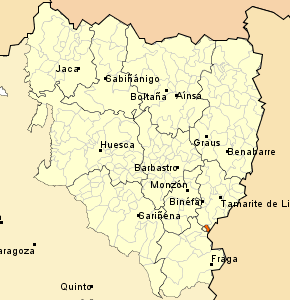 Jaca
Sabiñánigo
Boltaña
Aínsa
Graus
Huesca
Benabarre
Barbastro
Monzón
Binéfar
Tamarite de Li
Sariñena
aragoza
Fraga
Quinto